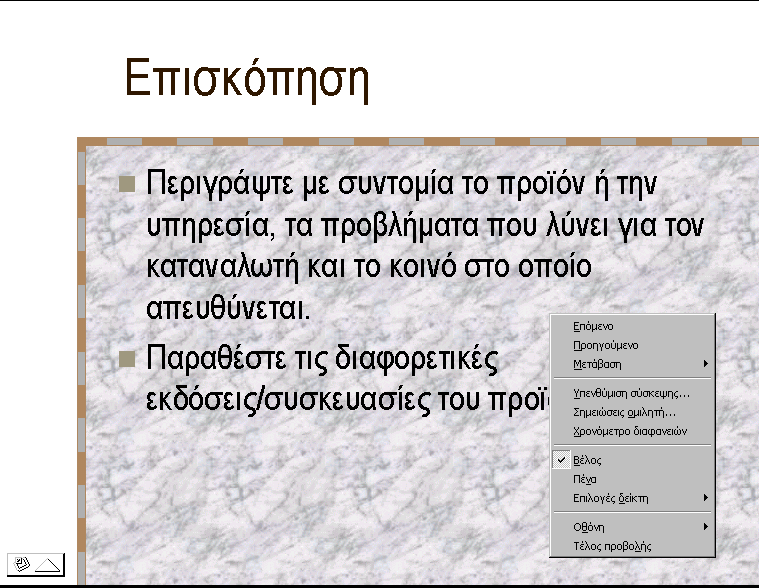 Επισκόπηση
Περιγράψτε με συντομία το προϊόν ή την
υπηρεσία, τα προβλήματα που λύνει για τον
καταναλωτή και το κοινό στο οποίο
απευθύνεται.
Παραθέστε τις διαφορετικές
εκδόσεις/συσκευασίες του
Επόμενο
Προηγούμενο
Μετάβαση
Υπενθύμιση σύσκεψης...
Σημειώσεις ομιλητή...
Χρονόμετρο διαφανειών
Βέλος
Πένα
Επιλογές δείκτη
Οθόνη
Τέλος προβολής